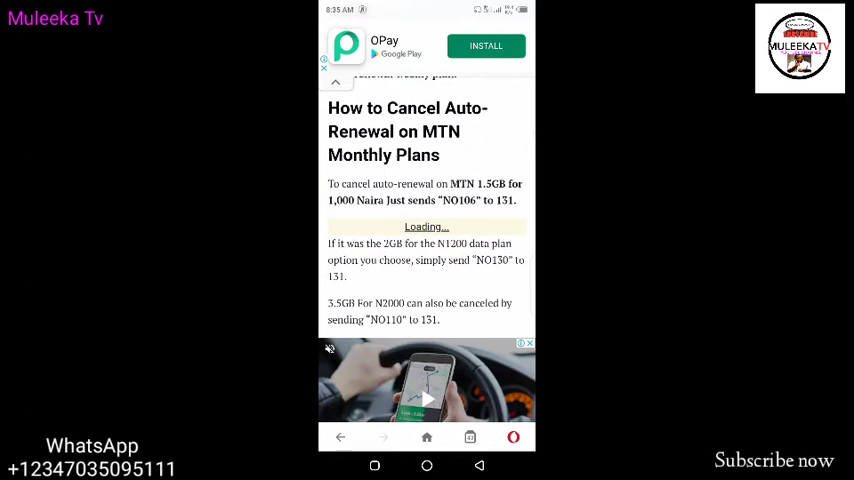 Muleeka Tv
8:35 AM
OPay
Google Play
INSTALL
How to Cancel Auto-
Renewal on MTN
Monthly Plans
To cancel auto-renewal on MTN 1.5GB for
1,000 Naira Just sends “NO106” to 131.
Loading...
If it was the 2GB for the N1200 data plan
option you choose, simply send “NO130” to
131.
3.5GB For N2000 can also be canceled by
sending “NO110” to 131.
MULEEKATV
WhatsApp
+12347035095111
Subscribe now